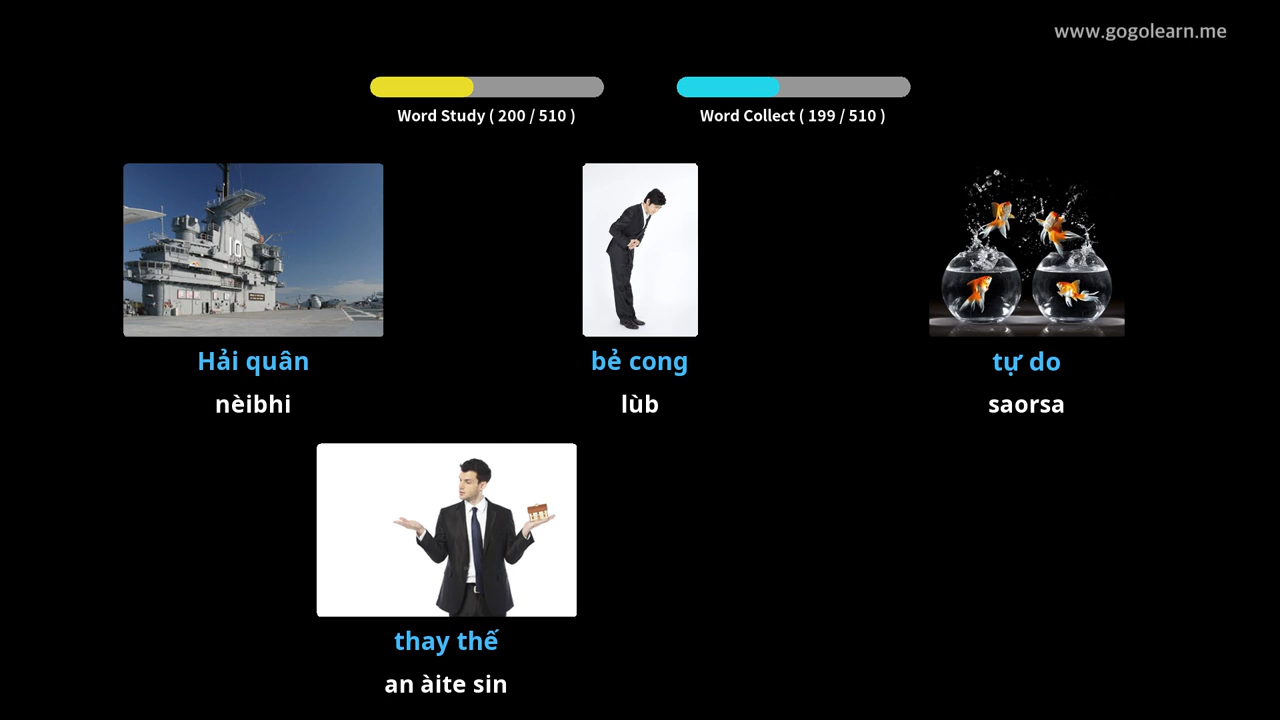 www.gogolearn.me
Word Study ( 200 / 510 )
Word Collect ( 199 / 510 )
10
Hải quân
bẻ cong
tự do
nèibhi
lùb
saorsa
thay thế
an àite sin